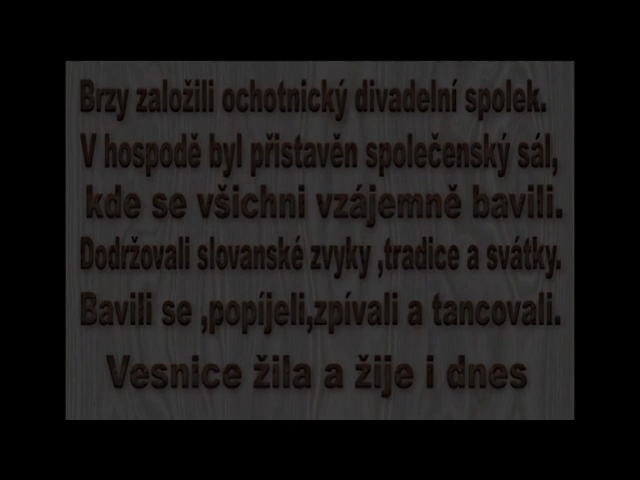 Brzy založili ochotnický divadelní spolek.
V hospodě byl přistavěn společenský sál,
kde se všichni vzájemně bavili.
Dodržovali slovanské zvyky ,tradice a svátky.
Bavili se ,popíjeli,zpívali a tancovali.
Vesnice žila a žije i dnes